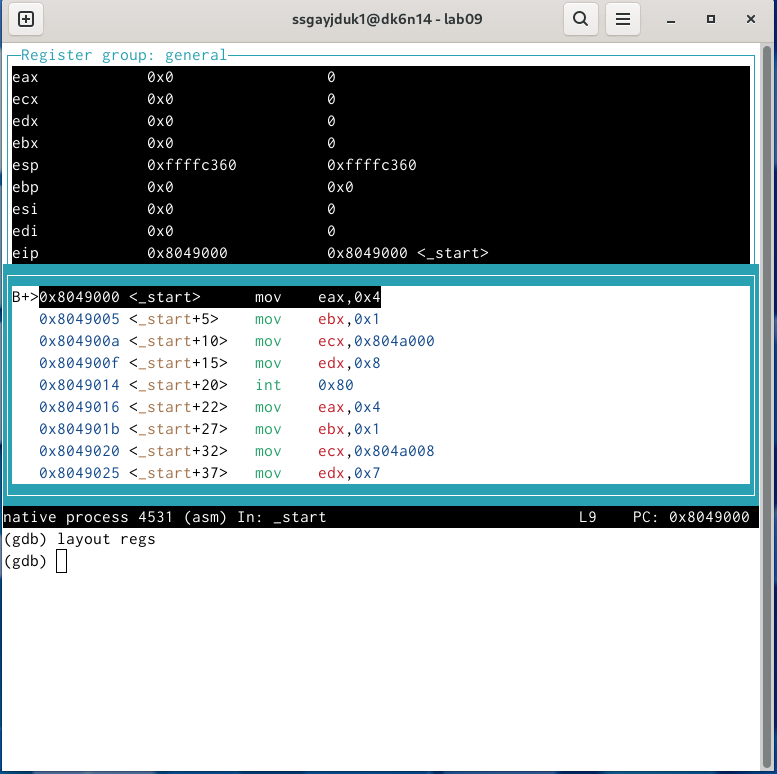 ssgayjduk1@dk6n14 - lab09
Register group: general
eax 0x0 0
ecx 0x0 0
edx 0x0 0
ebx 0x0 0
esp 0xffffc360 0xffffc360
ebp 0x0 0x0
esi 0x0 0
edi 0x0 0
eip 0x8049000 0x8049000 <_start>
B+>0x8049000 <_start> mov eax,0x4
0x8049005 <_start+5> mov ebx,0x1
0x804900a <_start+10> mov ecx,0x804a000
0x804900f <_start+15> mov edx,0x8
0x8049014 <_start+20> int 0x80
0x8049016 <_start+22> mov eax,0x4
0x804901b <_start+27> mov ebx,0x1
0x8049020 <_start+32> mov ecx,0x804a008
0x8049025 <_start+37> mov edx,0x7
native process 4531 (asm) In: _start L9 PC: 0x8049000
(gdb) layout regs
(gdb)